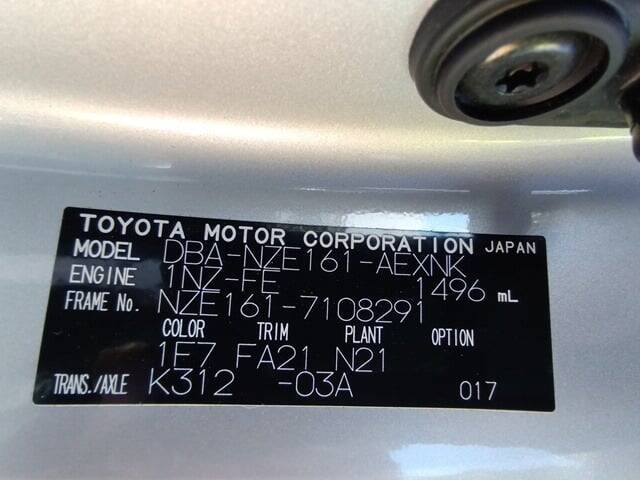 TOYOTA MOTOR CORPORATION JAPAN
MODEL DBA-NZE161-AEXNK
ENGINE 1NZ-FE 1496 mL
FRAME No. NZE161-7108291
COLOR TRIM PLANT OPTION
1F7 FA21 N21
TRANS./AXLE K312 -03A 017